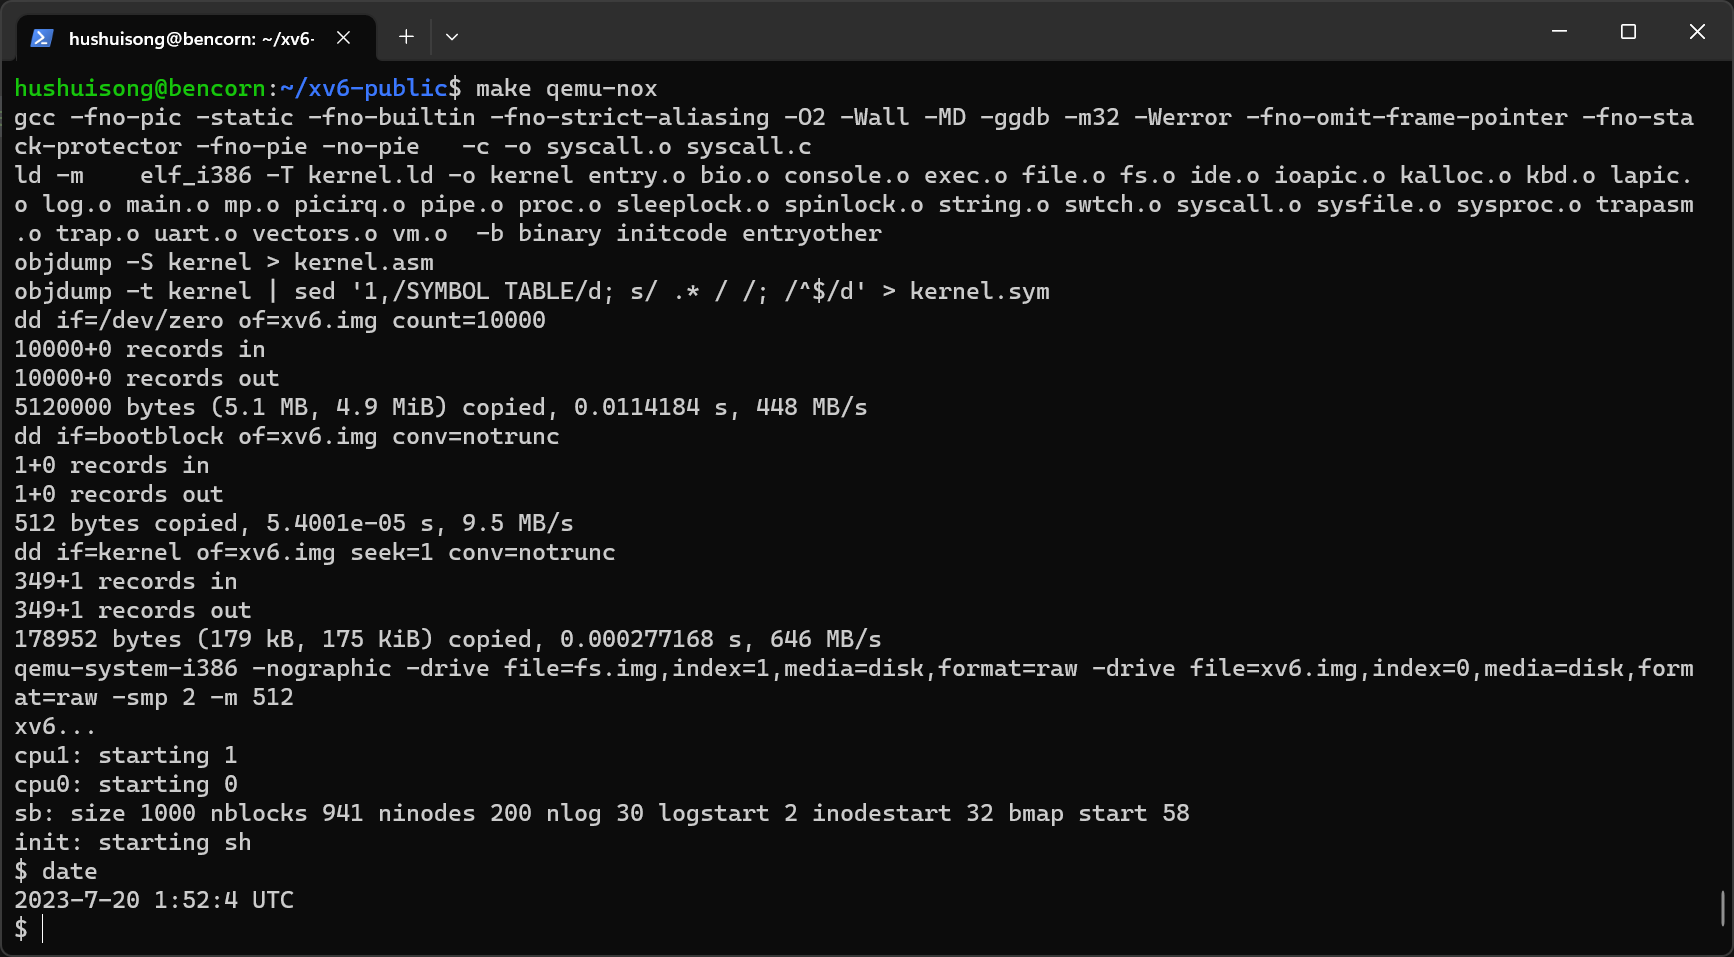 hushuisong@bencorn: ~/xv6-
hushuisong@bencorn:~/xv6-public$ make qemu-nox
gcc -fno-pic -static -fno-builtin -fno-strict-aliasing -O2 -Wall -MD -ggdb -m32 -Werror -fno-omit-frame-pointer -fno-sta
ck-protector -fno-pie -no-pie   -c -o syscall.o syscall.c
ld -m    elf_i386 -T kernel.ld -o kernel entry.o bio.o console.o exec.o file.o fs.o ide.o ioapic.o kalloc.o kbd.o lapic.
o log.o main.o mp.o picirq.o pipe.o proc.o sleeplock.o spinlock.o string.o swtch.o syscall.o sysfile.o sysproc.o trapasm
.o trap.o uart.o vectors.o vm.o  -b binary initcode entryother
objdump -S kernel > kernel.asm
objdump -t kernel | sed '1,/SYMBOL TABLE/d; s/ .* / /; /^$/d' > kernel.sym
dd if=/dev/zero of=xv6.img count=10000
10000+0 records in
10000+0 records out
5120000 bytes (5.1 MB, 4.9 MiB) copied, 0.0114184 s, 448 MB/s
dd if=bootblock of=xv6.img conv=notrunc
1+0 records in
1+0 records out
512 bytes copied, 5.4001e-05 s, 9.5 MB/s
dd if=kernel of=xv6.img seek=1 conv=notrunc
349+1 records in
349+1 records out
178952 bytes (179 kB, 175 KiB) copied, 0.000277168 s, 646 MB/s
qemu-system-i386 -nographic -drive file=fs.img,index=1,media=disk,format=raw -drive file=xv6.img,index=0,media=disk,form
at=raw -smp 2 -m 512
xv6...
cpu1: starting 1
cpu0: starting 0
sb: size 1000 nblocks 941 ninodes 200 nlog 30 logstart 2 inodestart 32 bmap start 58
init: starting sh
$ date
2023-7-20 1:52:4 UTC
$